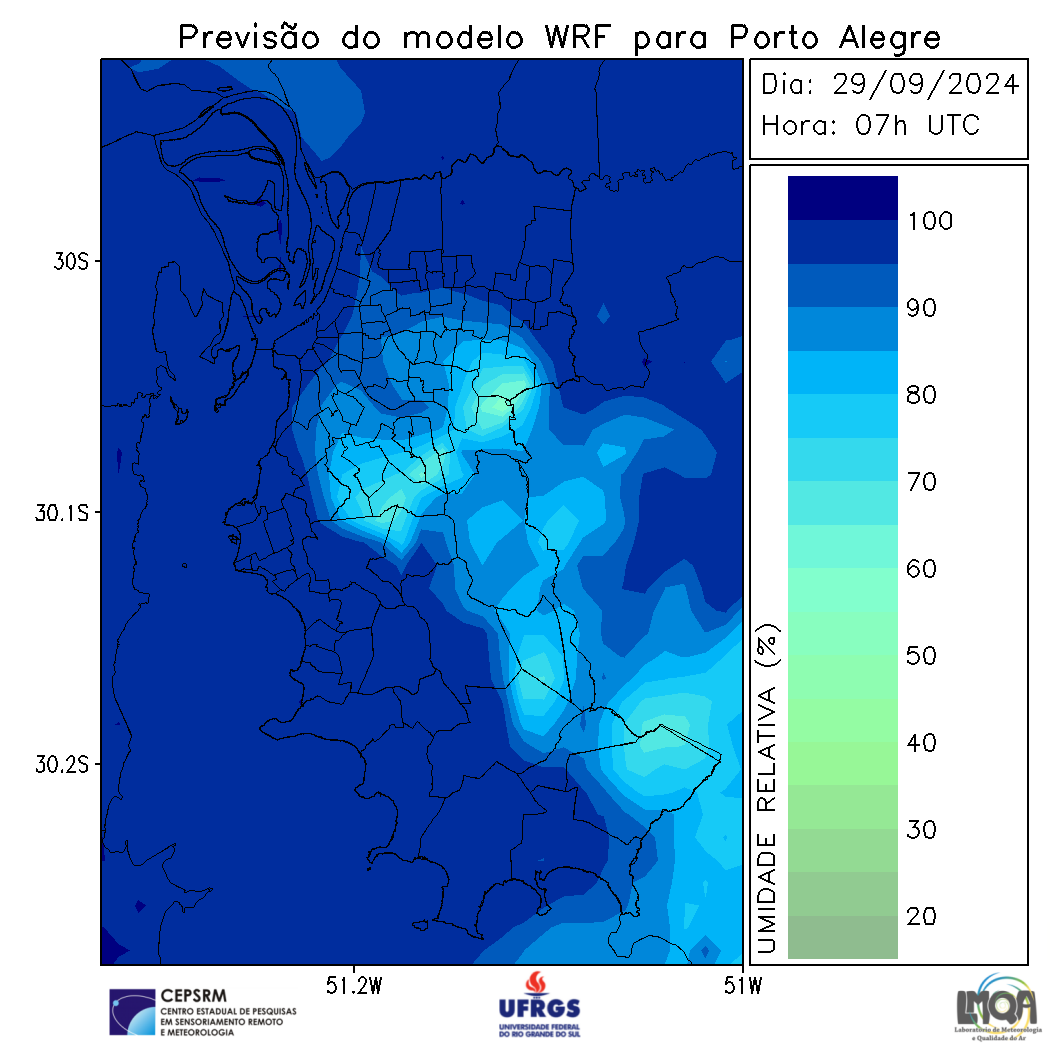 Previsão do modelo WRF para Porto Alegre
Dia: 29/09/2024
Hora: 07h UTC
30S
30.1S
30.2S
51.2W
51W
UMIDADE RELATIVA (%)
100
90
80
70
60
50
40
30
20
CEPSRM
CENTRO ESTADUAL DE PESQUISAS
EM SENSORIAMENTO REMOTO
E METEOROLOGIA
UFRGS
UNIVERSIDADE FEDERAL
DO RIO GRANDE DO SUL
LMQA
Laboratório de Meteorologia
e Qualidade do Ar